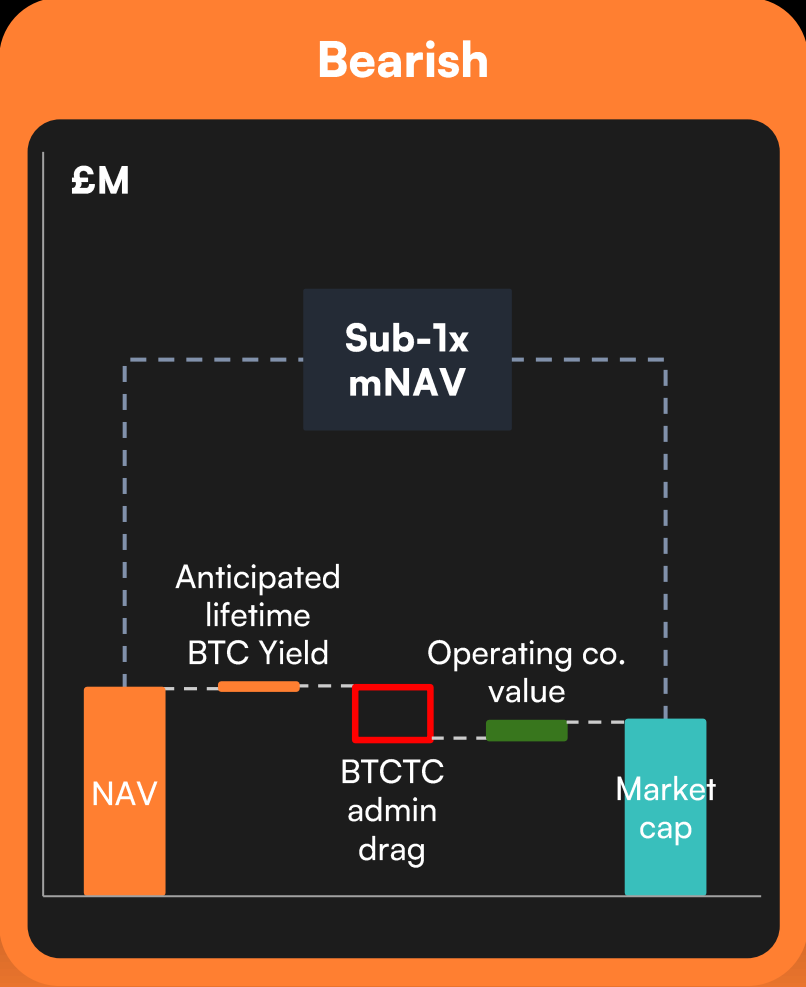 Bearish
£M
Sub-1x
mNAV
Anticipated
lifetime
BTC Yield
Operating co.
value
NAV
BTCTC
admin
drag
Market
cap